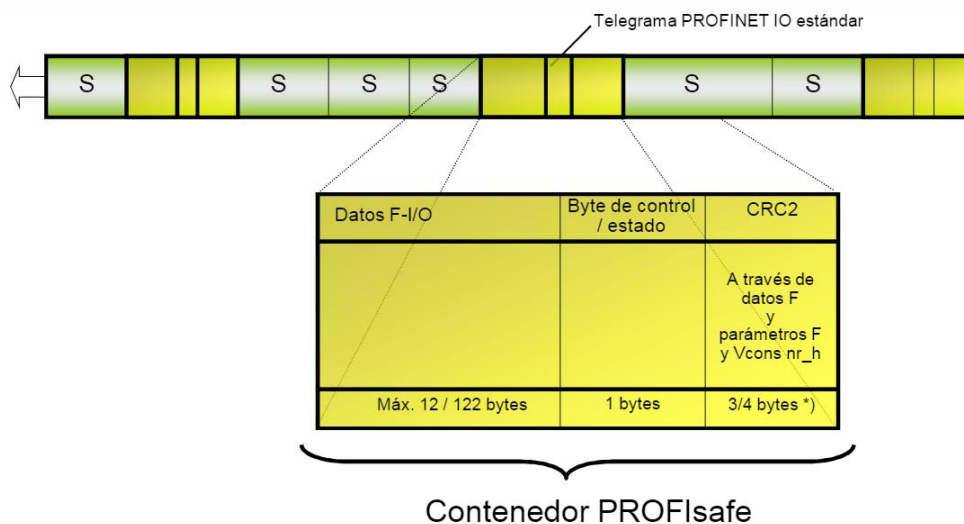 Telegrama PROFINET IO estándar
S S S S S S
Datos F-I/O
Byte de control
/ estado
CRC2
A través de
datos F
y
parámetros F
y Vcons nr_h
Máx. 12 / 122 bytes
1 bytes
3/4 bytes *)
Contenedor PROFIsafe